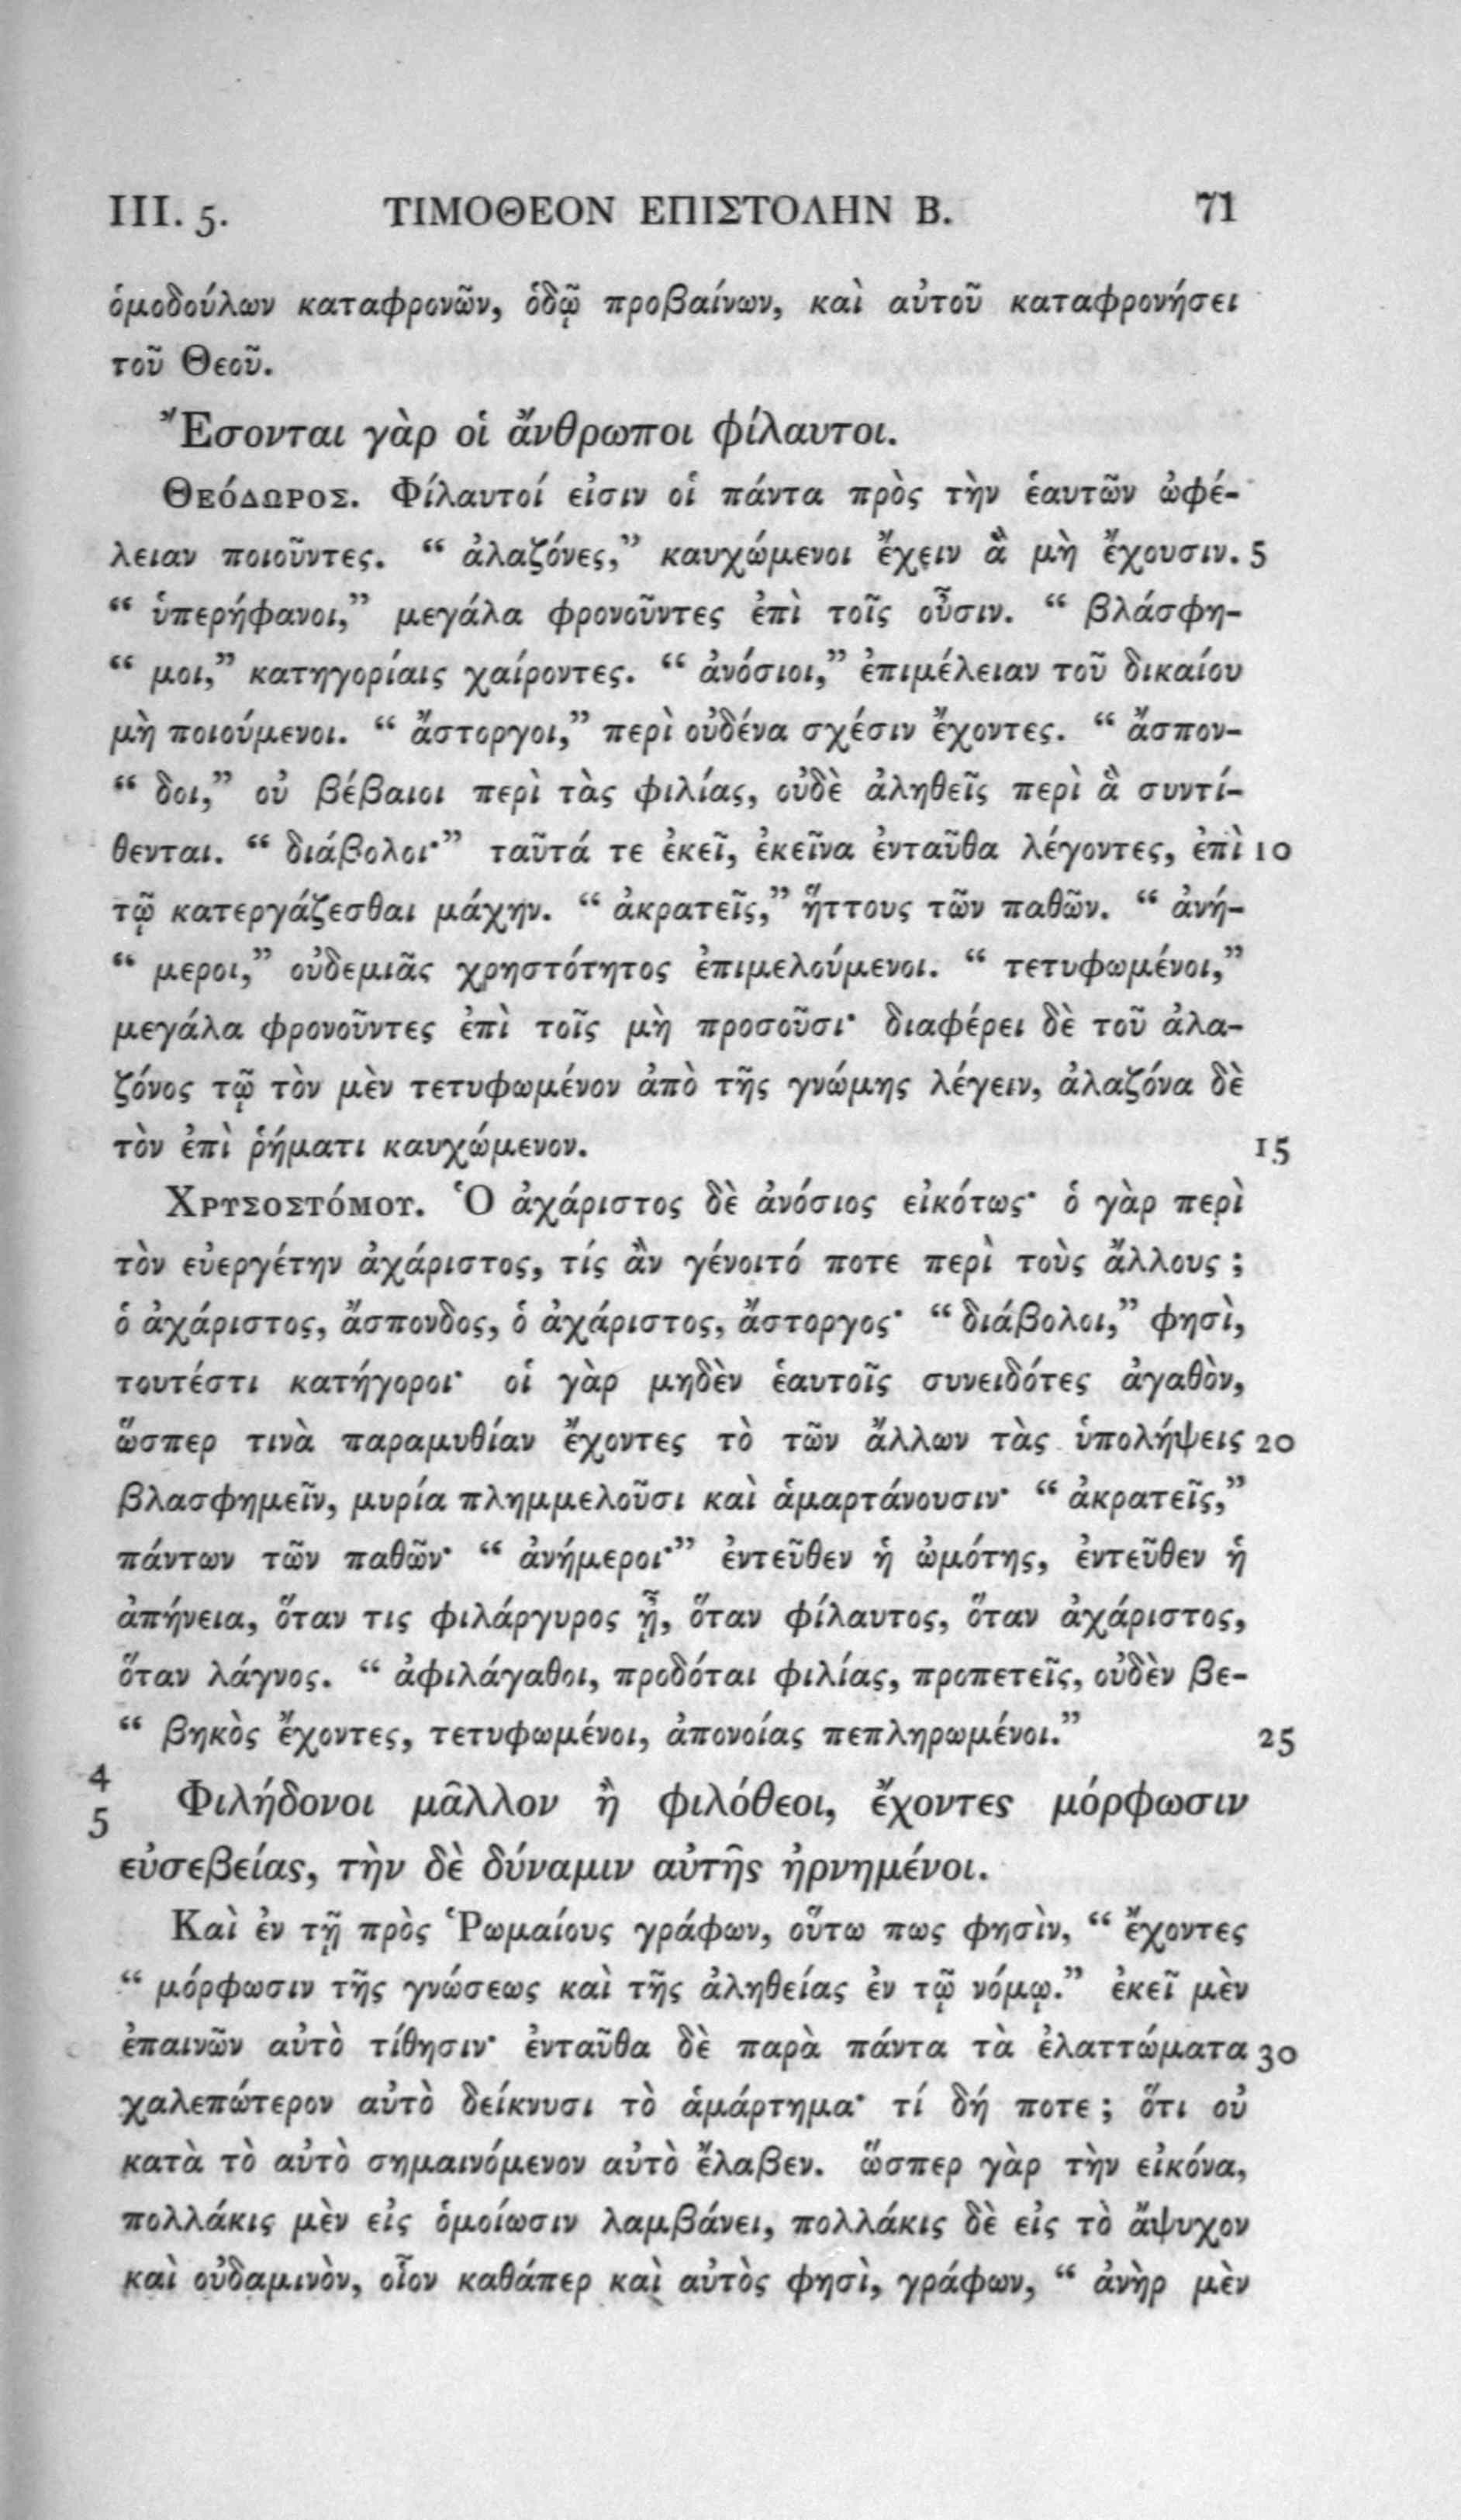 III. 5. ΤΙΜΟΘΕΟΝ ΕΠΙΣΤΟΛΗΝ Β. 71
ὁμοδούλων καταφρονῶν, ὁδῷ προβαίνων, καὶ αὐτοῦ καταφρονήσει
τοῦ Θεοῦ.
Ἔσονται γὰρ οἱ ἄνθρωποι φίλαυτοι.
ΘΕΌΔΩΡΟΣ. Φίλαυτοί εἰσιν οἱ πάντα πρὸς τὴν ἑαυτῶν ὠφέ-
λειαν ποιοῦντες. “ ἀλαζόνες,” καυχώμενοι ἔχειν ἃ μὴ ἔχουσιν. 5
“ ὑπερήφανοι,” μεγάλα φρονοῦντες ἐπὶ τοῖς οὖσιν. “ βλάσφη-
“ μοι,” κατηγορίαις χαίροντες. “ ἀνόσιοι,” ἐπιμέλειαν τοῦ δικαίου
μὴ ποιούμενοι. “ ἄστοργοι,” περὶ οὐδένα σχέσιν ἔχοντες. “ ἄσπον-
“ δοι,” οὐ βέβαιοι περὶ τὰς φιλίας, οὐδὲ ἀληθεῖς περὶ ἃ συντί-
θενται. “ διάβολοι·” ταῦτά τε ἐκεῖ, ἐκεῖνα ἐνταῦθα λέγοντες, ἐπὶ 10
τῷ κατεργάζεσθαι μάχην. “ ἀκρατεῖς,” ἥττους τῶν παθῶν. “ ἀνή-
“ μεροι,” οὐδεμιᾶς χρηστότητος ἐπιμελούμενοι. “ τετυφωμένοι,”
μεγάλα φρονοῦντες ἐπὶ τοῖς μὴ προσοῦσι· διαφέρει δὲ τοῦ ἀλα-
ζόνος τῷ τὸν μὲν τετυφωμένον ἀπὸ τῆς γνώμης λέγειν, ἀλαζόνα δὲ
τὸν ἐπὶ ῥήματι καυχώμενον. 15
ΧΡΥΣΟΣΤΌΜΟΥ. Ὁ ἀχάριστος δὲ ἀνόσιος εἰκότως· ὁ γὰρ περὶ
τὸν εὐεργέτην ἀχάριστος, τίς ἂν γένοιτό ποτε περὶ τοὺς ἄλλους ;
ὁ ἀχάριστος, ἄσπονδος, ὁ ἀχάριστος, ἄστοργος· “ διάβολοι,” φησὶ,
τουτέστι κατήγοροι· οἱ γὰρ μηδὲν ἑαυτοῖς συνειδότες ἀγαθὸν,
ὥσπερ τινὰ παραμυθίαν ἔχοντες τὸ τῶν ἄλλων τὰς ὑπολήψεις 20
βλασφημεῖν, μυρία πλημμελοῦσι καὶ ἁμαρτάνουσιν· “ ἀκρατεῖς,”
πάντων τῶν παθῶν· “ ἀνήμεροι·” ἐντεῦθεν ἡ ὠμότης, ἐντεῦθεν ἡ
ἀπήνεια, ὅταν τις φιλάργυρος ᾖ, ὅταν φίλαυτος, ὅταν ἀχάριστος,
ὅταν λάγνος. “ ἀφιλάγαθοι, προδόται φιλίας, προπετεῖς, οὐδὲν βε-
“ βηκὸς ἔχοντες, τετυφωμένοι, ἀπονοίας πεπληρωμένοι.” 25
4
5 Φιλήδονοι μᾶλλον ἢ φιλόθεοι, ἔχοντες μόρφωσιν
εὐσεβείας, τὴν δὲ δύναμιν αὐτῆς ἠρνημένοι.
Καὶ ἐν τῇ πρὸς Ῥωμαίους γράφων, οὕτω πως φησὶν, “ ἔχοντες
“ μόρφωσιν τῆς γνώσεως καὶ τῆς ἀληθείας ἐν τῷ νόμῳ.” ἐκεῖ μὲν
ἐπαινῶν αὐτὸ τίθησιν· ἐνταῦθα δὲ παρὰ πάντα τὰ ἐλαττώματα 30
χαλεπώτερον αὐτὸ δείκνυσι τὸ ἁμάρτημα· τί δή ποτε ; ὅτι οὐ
κατὰ τὸ αὐτὸ σημαινόμενον αὐτὸ ἔλαβεν. ὥσπερ γὰρ τὴν εἰκόνα,
πολλάκις μὲν εἰς ὁμοίωσιν λαμβάνει, πολλάκις δὲ εἰς τὸ ἄψυχον
καὶ οὐδαμινὸν, οἷον καθάπερ καὶ αὐτὸς φησὶ, γράφων, “ ἀνὴρ μὲν